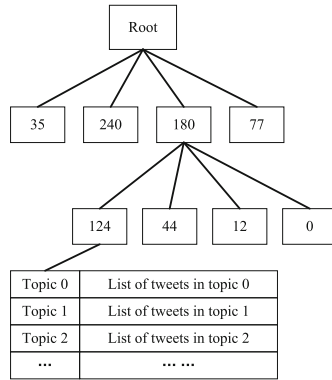 Root
35 240 180 77
124 44 12 0
Topic 0 List of tweets in topic 0
Topic 1 List of tweets in topic 1
Topic 2 List of tweets in topic 2
... ... ...